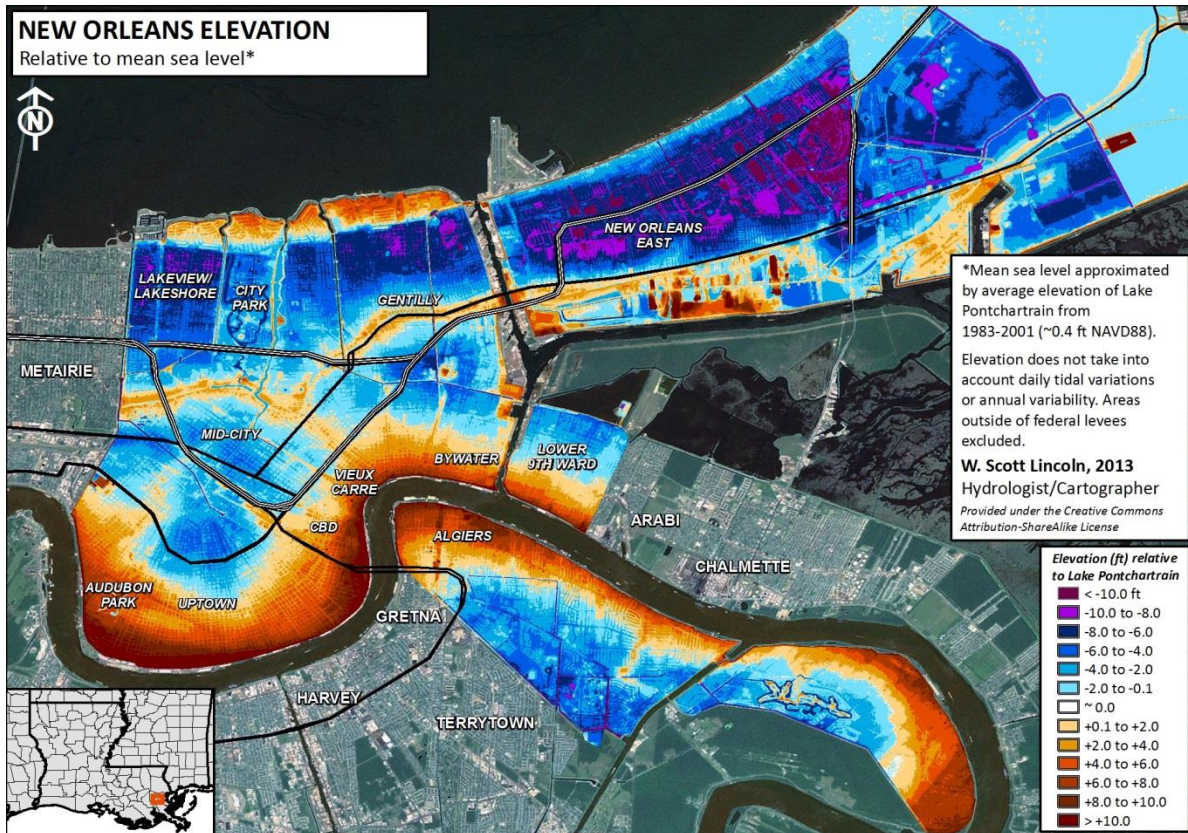 NEW ORLEANS ELEVATION
Relative to mean sea level*
N
LAKEVIEW/
LAKESHORE
CITY
PARK
GENTILLY
NEW ORLEANS
EAST
METAIRIE
MID-CITY
VIEUX
CARRE
BYWATER
LOWER
9TH WARD
CBD
ARABI
ALGIERS
CHALMETTE
AUDUBON
PARK
UPTOWN
GRETNA
HARVEY
TERRYTOWN
*Mean sea level approximated
by average elevation of Lake
Pontchartrain from
1983-2001 (~0.4 ft NAVD88).
Elevation does not take into
account daily tidal variations
or annual variability. Areas
outside of federal levees
excluded.
W. Scott Lincoln, 2013
Hydrologist/Cartographer
Provided under the Creative Commons
Attribution-ShareAlike License
Elevation (ft) relative
to Lake Pontchartrain
< -10.0 ft
-10.0 to -8.0
-8.0 to -6.0
-6.0 to -4.0
-4.0 to -2.0
-2.0 to -0.1
~ 0.0
+0.1 to +2.0
+2.0 to +4.0
+4.0 to +6.0
+6.0 to +8.0
+8.0 to +10.0
> +10.0